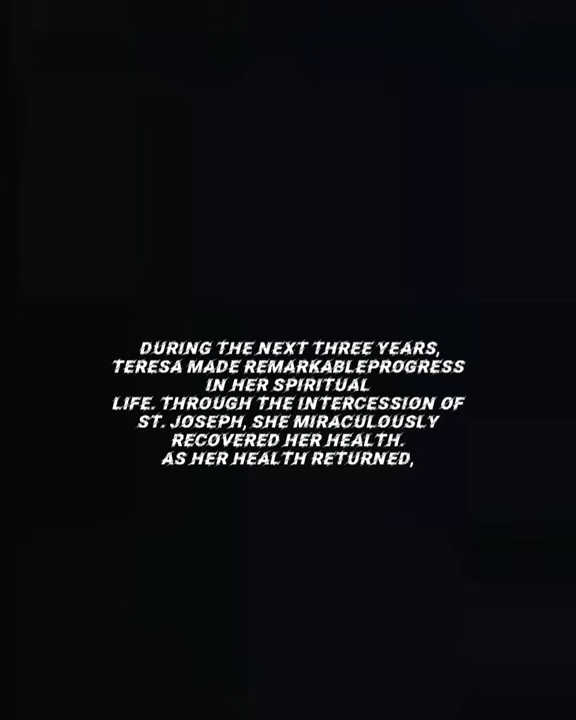 DURING THE NEXT THREE YEARS,
TERESA MADE REMARKABLEPROGRESS
IN HER SPIRITUAL
LIFE. THROUGH THE INTERCESSION OF
ST. JOSEPH, SHE MIRACULOUSLY
RECOVERED HER HEALTH.
AS HER HEALTH RETURNED,